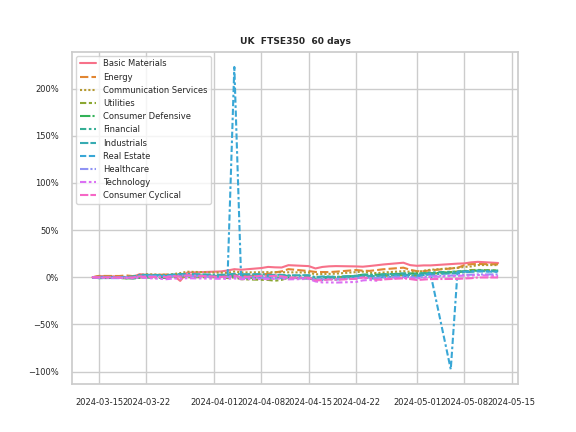 UK  FTSE350  60 days
Basic Materials
Energy
Communication Services
Utilities
Consumer Defensive
Financial
Industrials
Real Estate
Healthcare
Technology
Consumer Cyclical
200%
150%
100%
50%
0%
−50%
−100%
2024-03-15 2024-03-22 2024-04-01 2024-04-08 2024-04-15 2024-04-22 2024-05-01 2024-05-08 2024-05-15